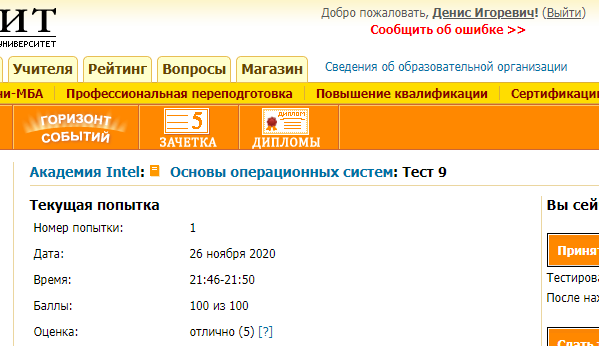 ИТ
УНИВЕРСИТЕТ
Добро пожаловать, Денис Игоревич! (Выйти)
Сообщить об ошибке >>
Учителя Рейтинг Вопросы Магазин Сведения об образовательной организации
ни-МБА Профессиональная переподготовка Повышение квалификации Сертификаци
ГОРИЗОНТ СОБЫТИЙ
5 ЗАЧЕТКА
ДИПЛОМ ДИПЛОМЫ
Академия Intel: Основы операционных систем: Тест 9
Текущая попытка
Номер попытки: 1
Дата: 26 ноября 2020
Время: 21:46-21:50
Баллы: 100 из 100
Оценка: отлично (5) [?]
Вы сей
Принят
Тестирова
После на
Сдать э